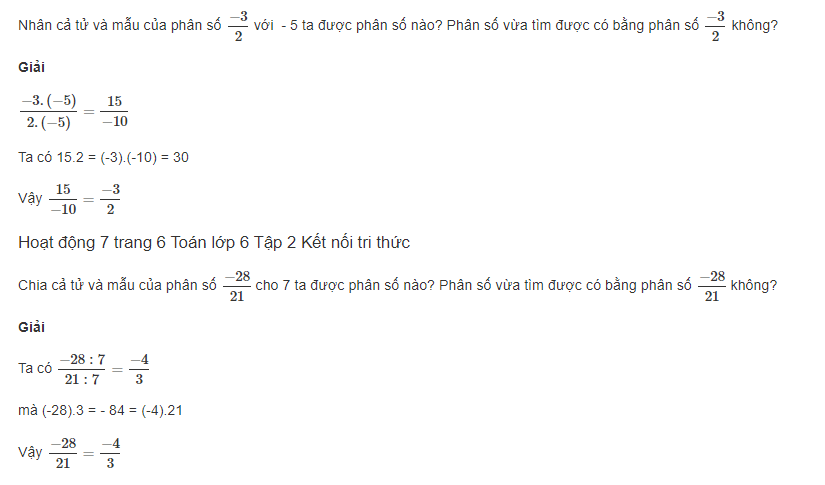 Nhân cả tử và mẫu của phân số $\frac{-3}{2}$ với - 5 ta được phân số nào? Phân số vừa tìm được có bằng phân số $\frac{-3}{2}$ không?
Giải
$\frac{-3.(-5)}{2.(-5)} = \frac{15}{-10}$
Ta có 15.2 = (-3).(-10) = 30
Vậy $\frac{15}{-10} = \frac{-3}{2}$
Hoạt động 7 trang 6 Toán lớp 6 Tập 2 Kết nối tri thức
Chia cả tử và mẫu của phân số $\frac{-28}{21}$ cho 7 ta được phân số nào? Phân số vừa tìm được có bằng phân số $\frac{-28}{21}$ không?
Giải
Ta có $\frac{-28 : 7}{21 : 7} = \frac{-4}{3}$
mà (-28).3 = - 84 = (-4).21
Vậy $\frac{-28}{21} = \frac{-4}{3}$